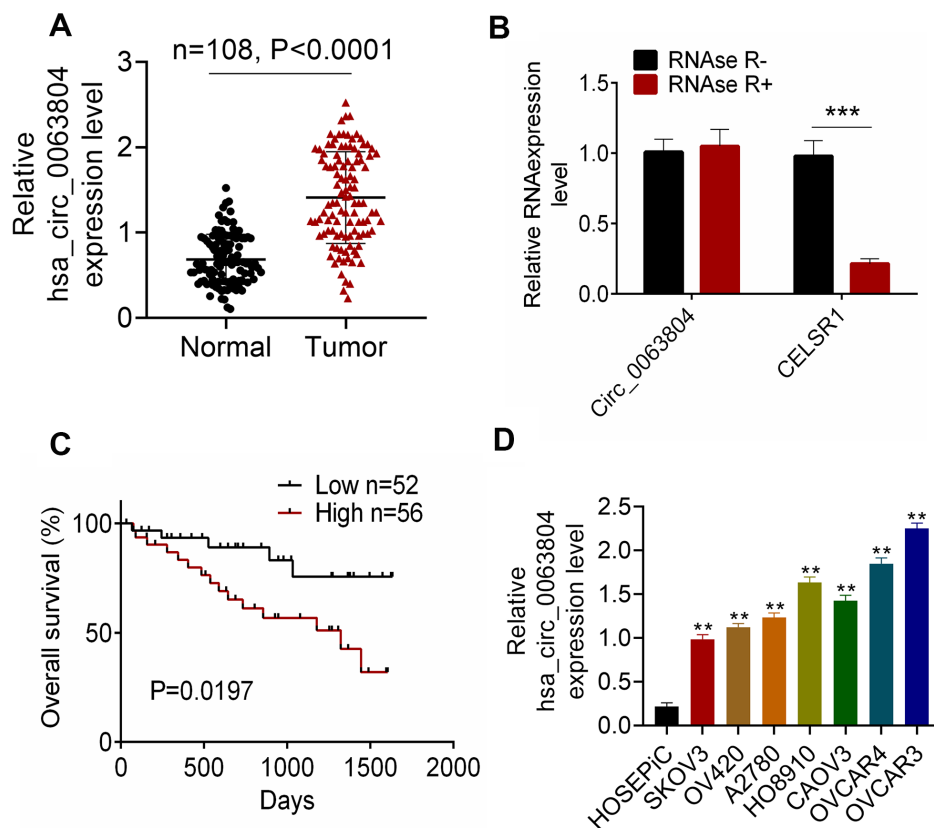 A
n=108, P<0.0001
Relative
hsa_circ_0063804
expression level
3
2
1
0
Normal
Tumor
B
RNAse R-
RNAse R+
Relative RNAexpression
level
1.5
1.0
0.5
0.0
***
Circ_0063804
CELSR1
C
Low n=52
High n=56
Overall survival (%)
100
50
0
P=0.0197
0
500
1000
1500
2000
Days
D
Relative
hsa_circ_0063804
expression level
2.5
2.0
1.5
1.0
0.5
0.0
**
**
**
**
**
**
**
HOSEPiC
SKOV3
OV420
A2780
HO8910
CAOV3
OVCAR4
OVCAR3